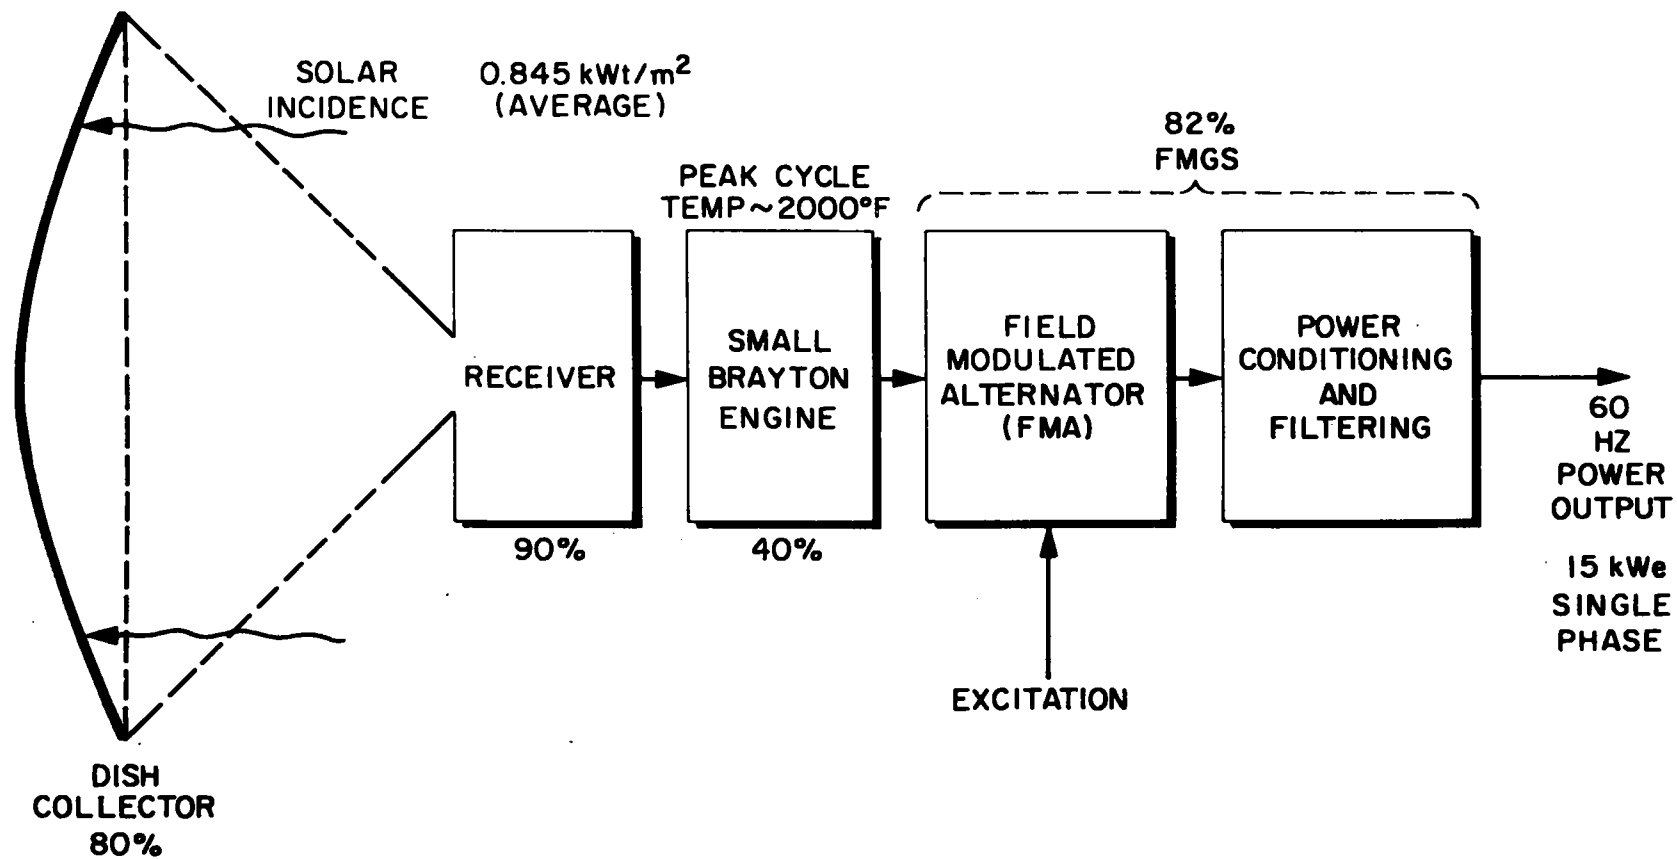 SOLAR
INCIDENCE
0.845 kWt/m²
(AVERAGE)
82%
FMGS
PEAK CYCLE
TEMP~2000°F
RECEIVER
90%
SMALL
BRAYTON
ENGINE
40%
FIELD
MODULATED
ALTERNATOR
(FMA)
POWER
CONDITIONING
AND
FILTERING
60
HZ
POWER
OUTPUT
15 kWe
SINGLE
PHASE
EXCITATION
DISH
COLLECTOR
80%